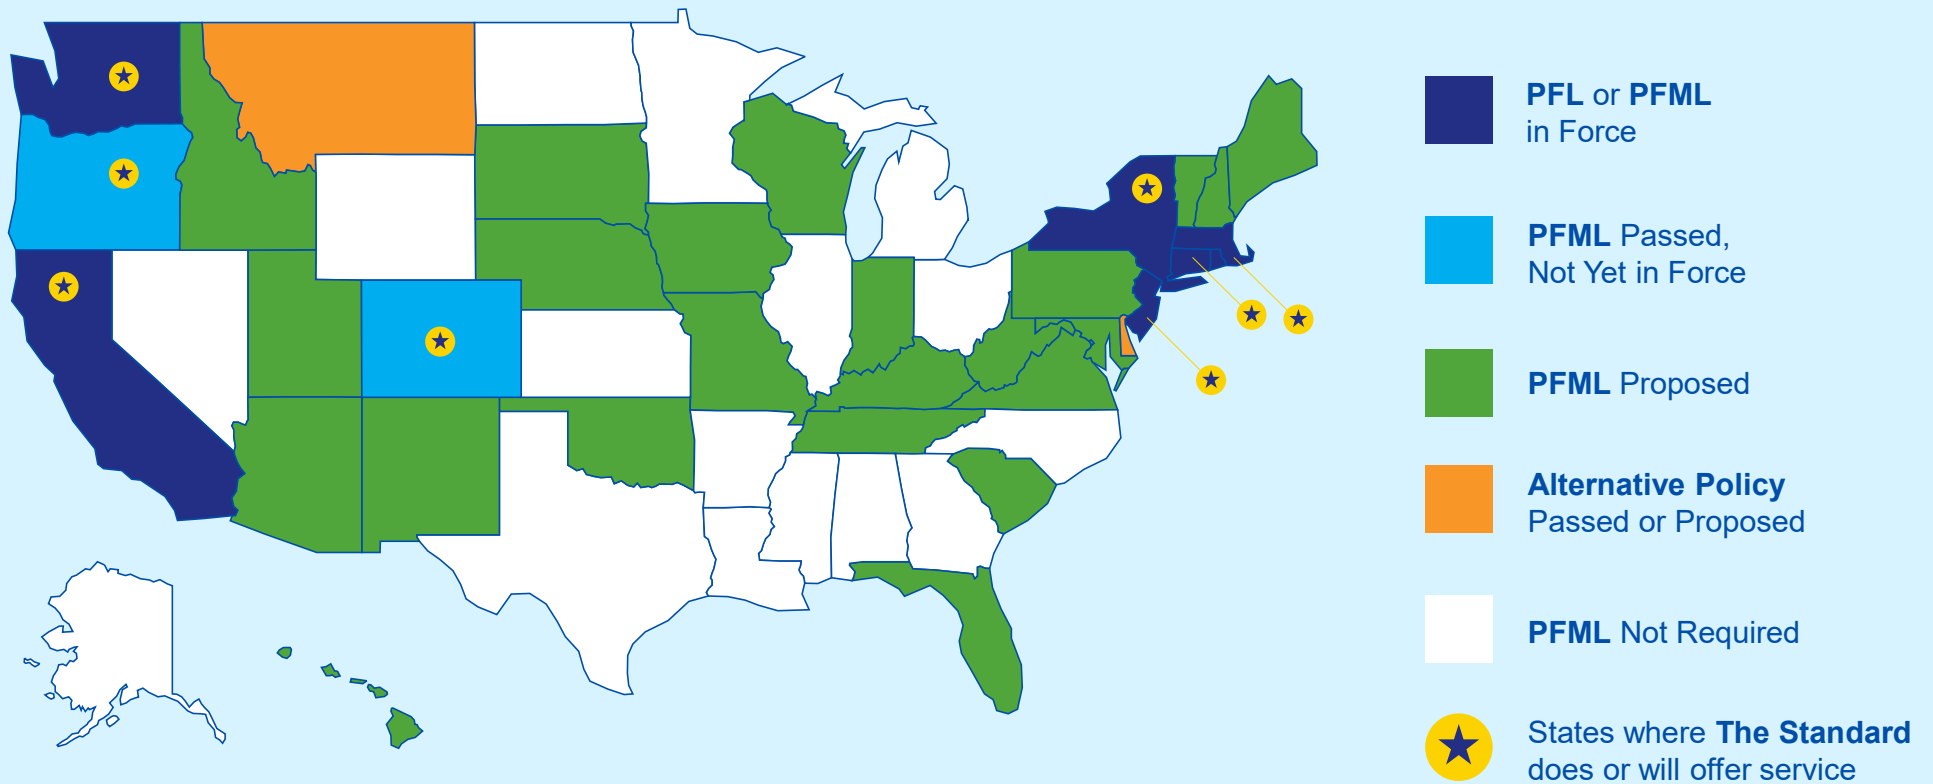 PFL or PFML
in Force
PFML Passed,
Not Yet in Force
PFML Proposed
Alternative Policy
Passed or Proposed
PFML Not Required
States where The Standard
does or will offer service